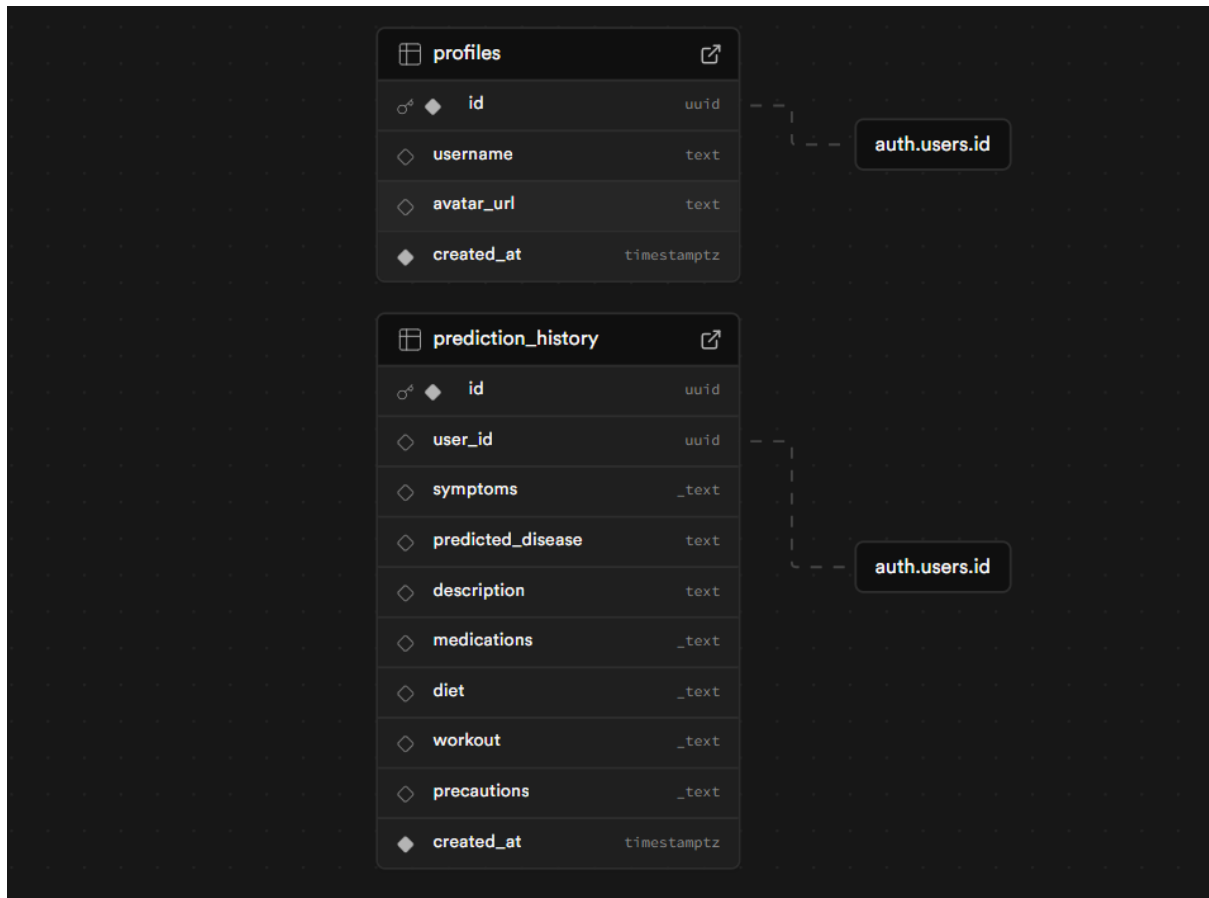 profiles
id uuid
auth.users.id
username text
avatar_url text
created_at timestamptz
prediction_history
id uuid
user_id uuid
symptoms _text
predicted_disease text
auth.users.id
description text
medications _text
diet _text
workout _text
precautions _text
created_at timestamptz